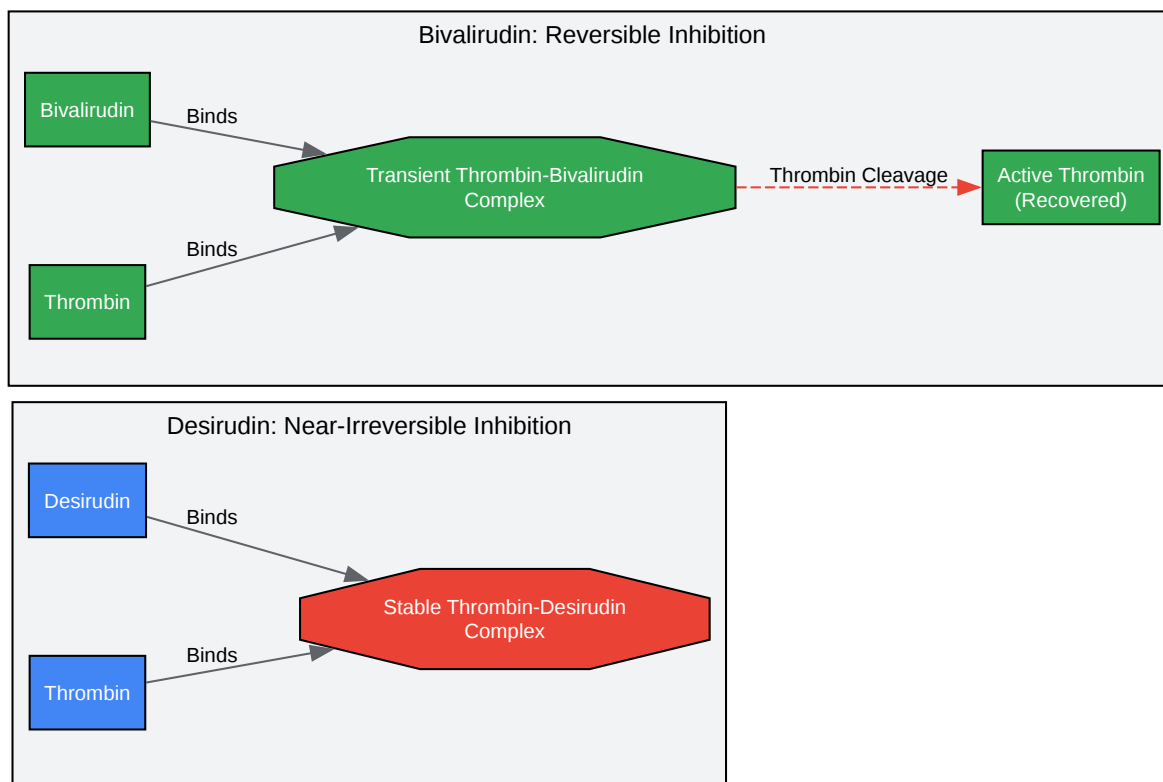 Bivalirudin: Reversible Inhibition
Bivalirudin
Binds
Transient Thrombin-Bivalirudin
Complex
Thrombin Cleavage
Active Thrombin
(Recovered)
Binds
Thrombin
Desirudin: Near-Irreversible Inhibition
Desirudin
Binds
Stable Thrombin-Desirudin
Complex
Binds
Thrombin